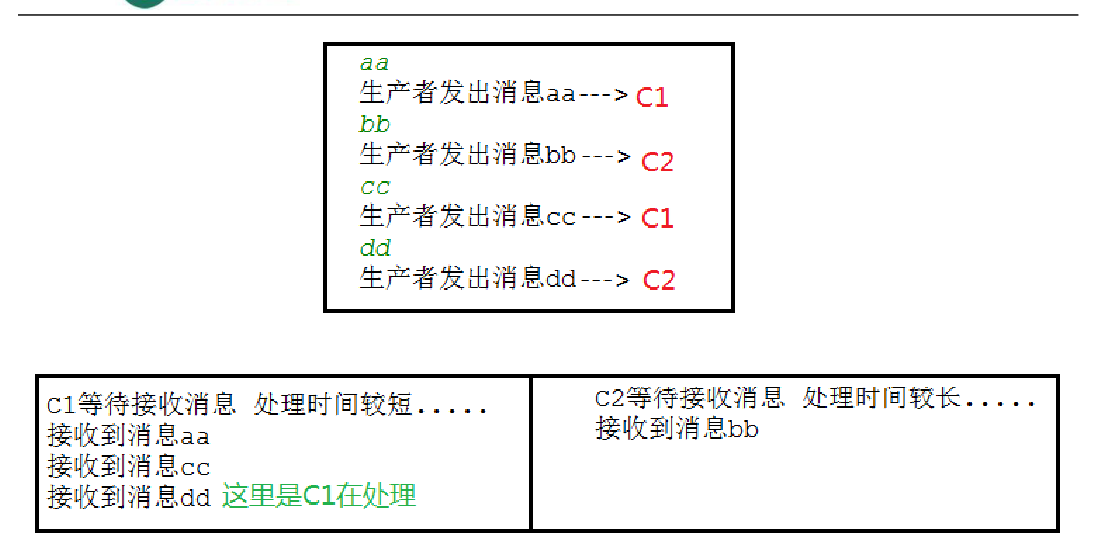 aa
生产者发出消息aa---> C1
bb
生产者发出消息bb---> C2
cc
生产者发出消息cc---> C1
dd
生产者发出消息dd---> C2
C1等待接收消息 处理时间较短.....
接收到消息aa
接收到消息cc
接收到消息dd 这里是C1在处理
C2等待接收消息 处理时间较长.....
接收到消息bb